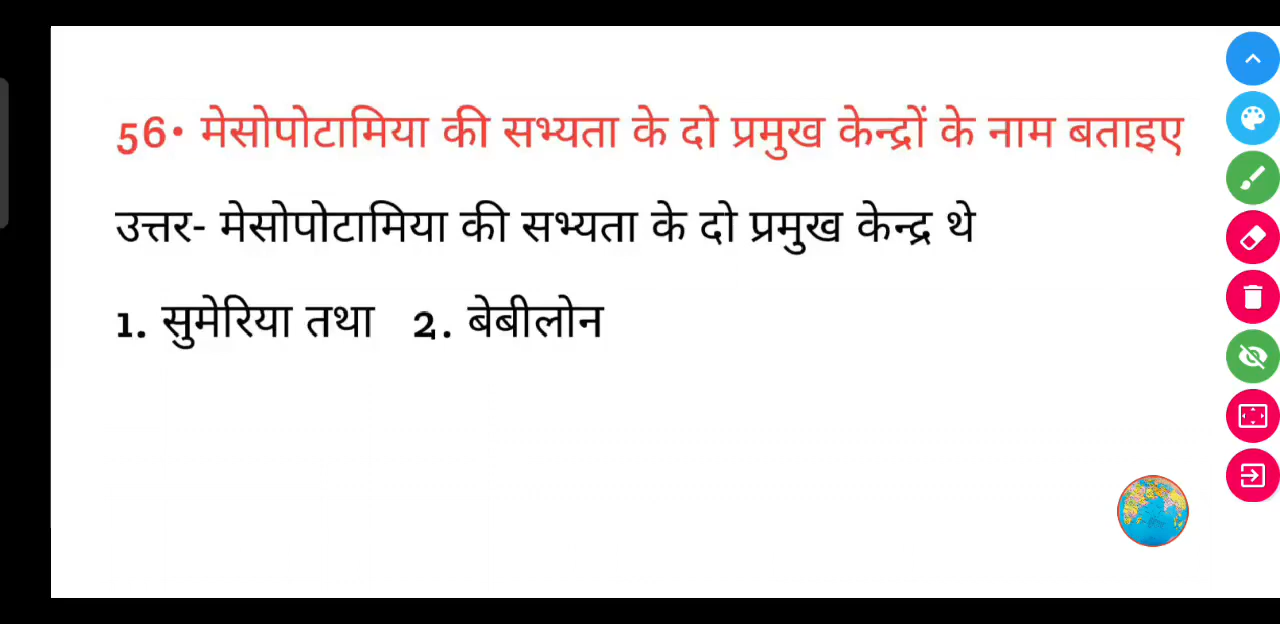 56• मेसोपोटामिया की सभ्यता के दो प्रमुख केन्द्रों के नाम बताइए
उत्तर- मेसोपोटामिया की सभ्यता के दो प्रमुख केन्द्र थे
1. सुमेरिया तथा 2. बेबीलोन